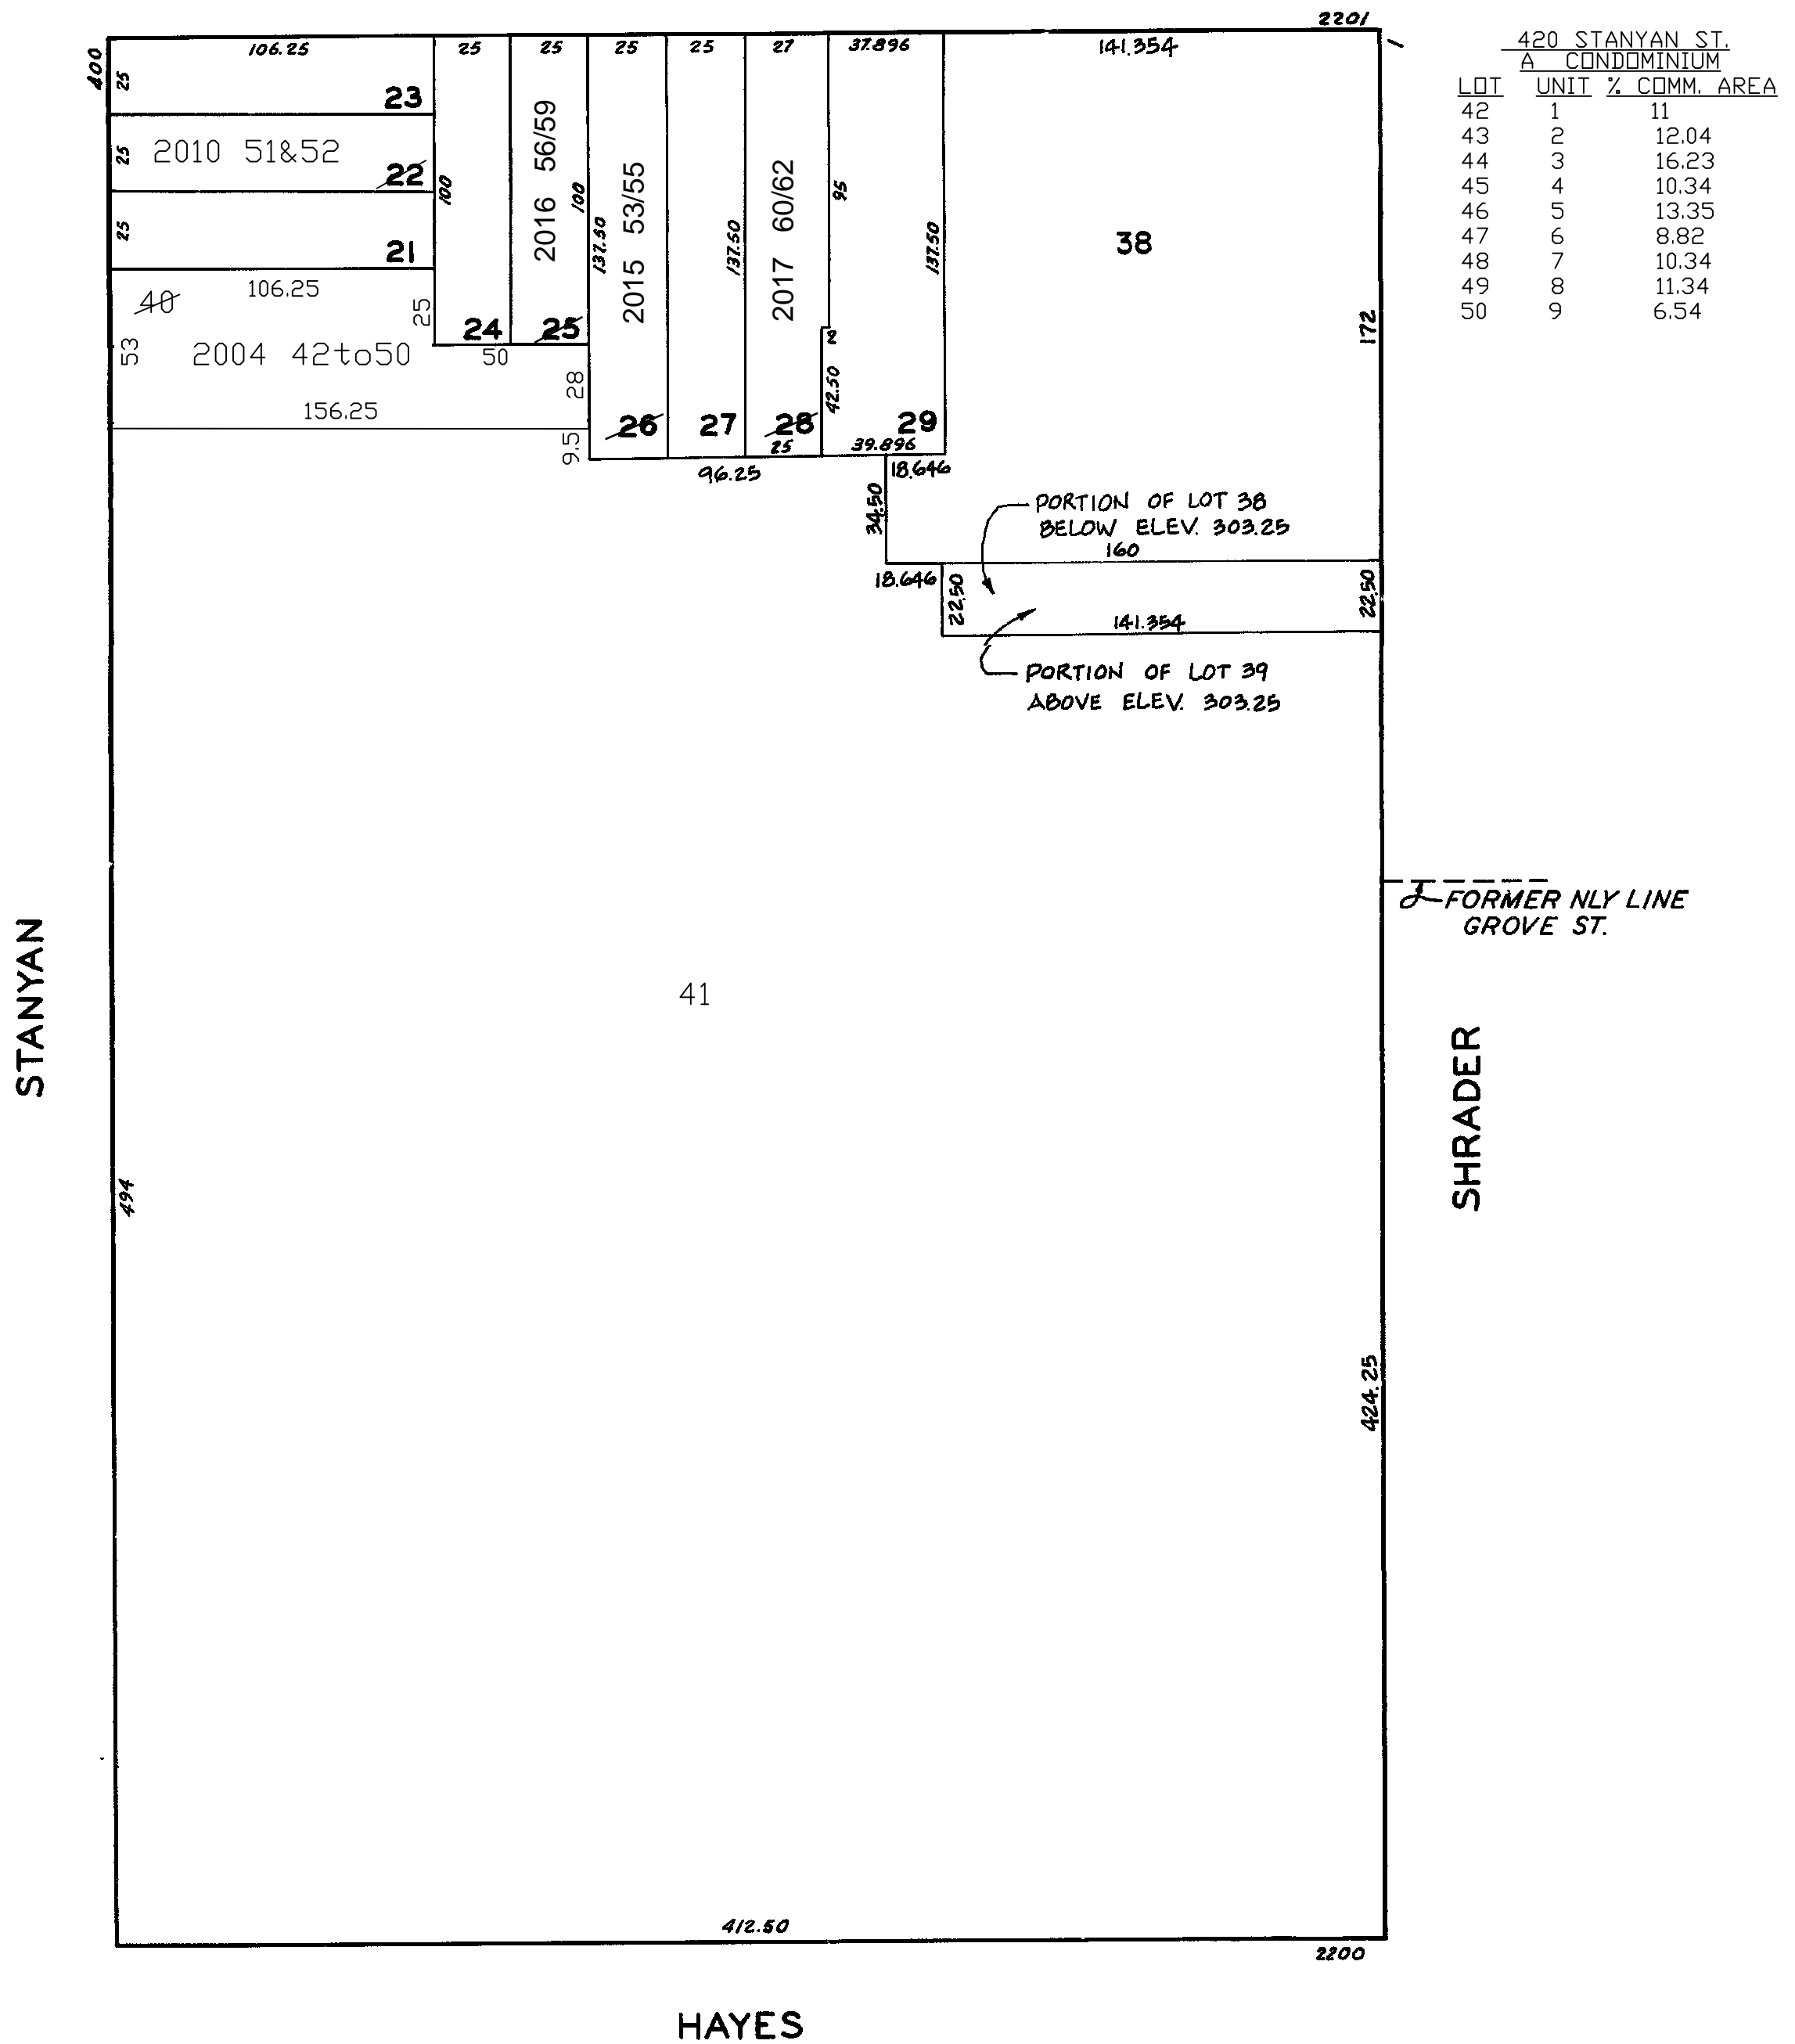 2201
400
106.25
25
25
25
25
27
37.896
141.354
420 STANYAN ST.
A CONDOMINIUM
LOT UNIT % COMM. AREA
42 1 11
43 2 12.04
44 3 16.23
45 4 10.34
46 5 13.35
47 6 8.82
48 7 10.34
49 8 11.34
50 9 6.54
25
23
25
2010 51&52
22
25
21
106.25
40
53
2004 42to50
156.25
100
25
24
50
2016 56/59
100
25
28
9.5
137.50
2015 53/55
26
137.50
27
2017 60/62
28
25
95
2
42.50
137.50
29
39.896
96.25
18.646
38
172
34.50
PORTION OF LOT 38
BELOW ELEV. 303.25
160
18.646
22.50
22.50
141.354
PORTION OF LOT 39
ABOVE ELEV. 303.25
FORMER NLY LINE
GROVE ST.
STANYAN
41
SHRADER
494
424.25
412.50
2200
HAYES